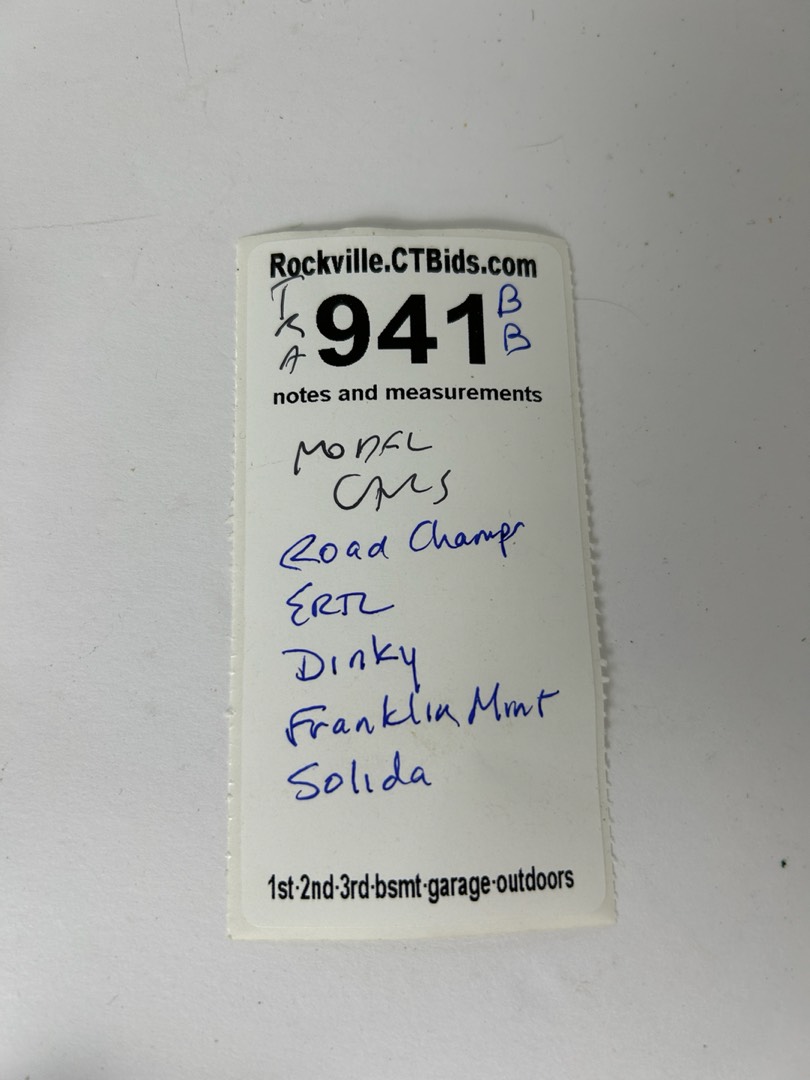 Rockville.CTBids.com
941
B
B
notes and measurements
MODEL
CARS
Road Champs
ERTL
Dinky
Franklin Mint
Solida
1st·2nd·3rd·bsmt·garage·outdoors